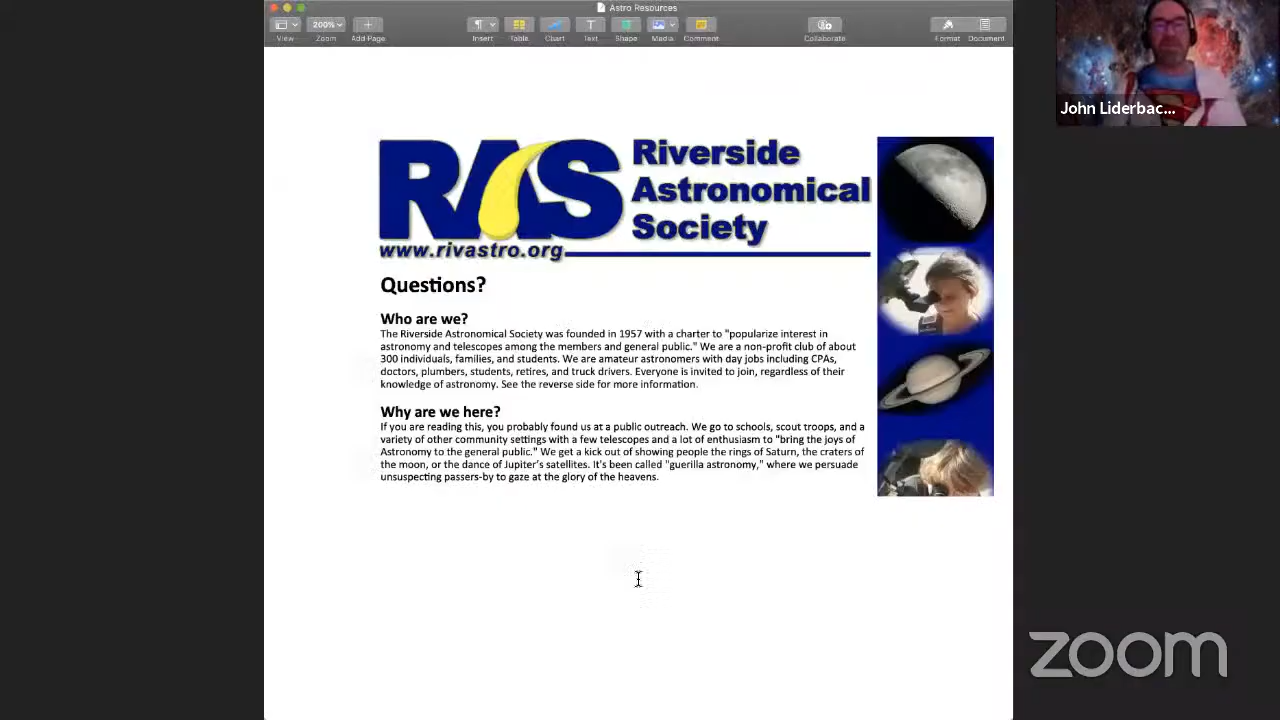 Astro Resources
200%
View
Zoom
Add Page
Insert
Table
Chart
Text
Shape
Media
Comment
Collaborate
Format
Document
John Liderbac...
RAS
Riverside
Astronomical
Society
www.rivastro.org
Questions?
Who are we?
The Riverside Astronomical Society was founded in 1957 with a charter to "popularize interest in
astronomy and telescopes among the members and general public." We are a non-profit club of about
300 individuals, families, and students. We are amateur astronomers with day jobs including CPAs,
doctors, plumbers, students, retires, and truck drivers. Everyone is invited to join, regardless of their
knowledge of astronomy. See the reverse side for more information.
Why are we here?
If you are reading this, you probably found us at a public outreach. We go to schools, scout troops, and a
variety of other community settings with a few telescopes and a lot of enthusiasm to "bring the joys of
Astronomy to the general public." We get a kick out of showing people the rings of Saturn, the craters of
the moon, or the dance of Jupiter's satellites. It's been called "guerilla astronomy," where we persuade
unsuspecting passers-by to gaze at the glory of the heavens.
zoom